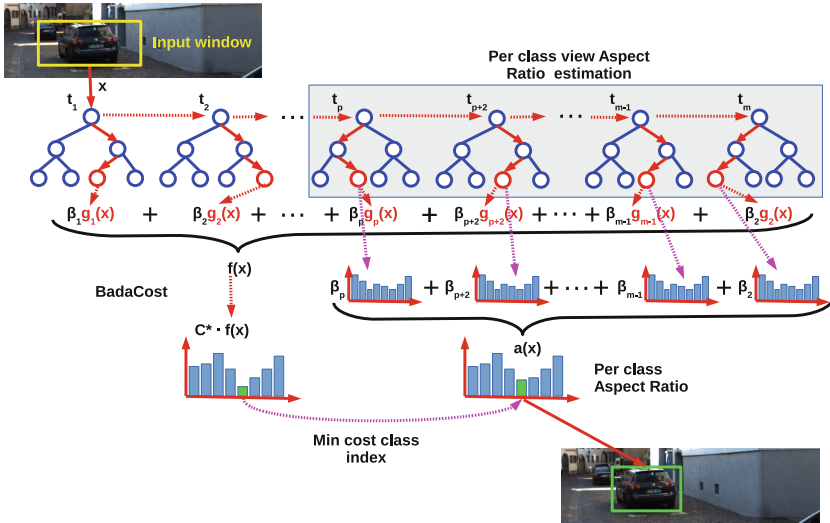 Input window
Per class view Aspect
Ratio estimation
x
t1 t2 ... tp tp+2 ... tm-1 tm
β1g1(x) + β2g2(x) + ... + β1gp(x) + βp+2gp+2(x) + ... + βm-1gm-1(x) + β2g2(x)
f(x)
BadaCost
βp + βp+2 + ... + βm-1 + β2
C* · f(x)
a(x)
Per class
Aspect Ratio
Min cost class
index